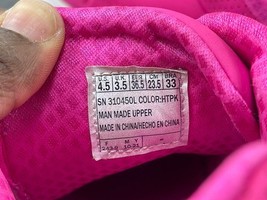 U.S. U.K. EUR CM BRA
4.5 3.5 36.5 23.5 33
SN 310450L COLOR:HTPK
MAN MADE UPPER
MADE IN CHINA/HECHO EN CHINA